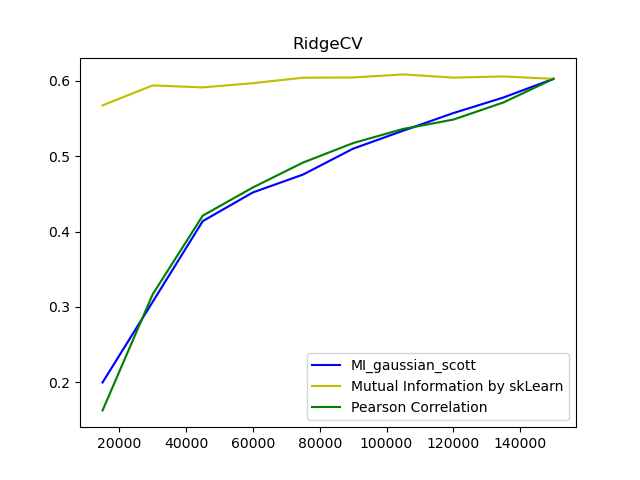 RidgeCV
0.6
0.5
0.4
0.3
0.2
MI_gaussian_scott
Mutual Information by skLearn
Pearson Correlation
20000 40000 60000 80000 100000 120000 140000